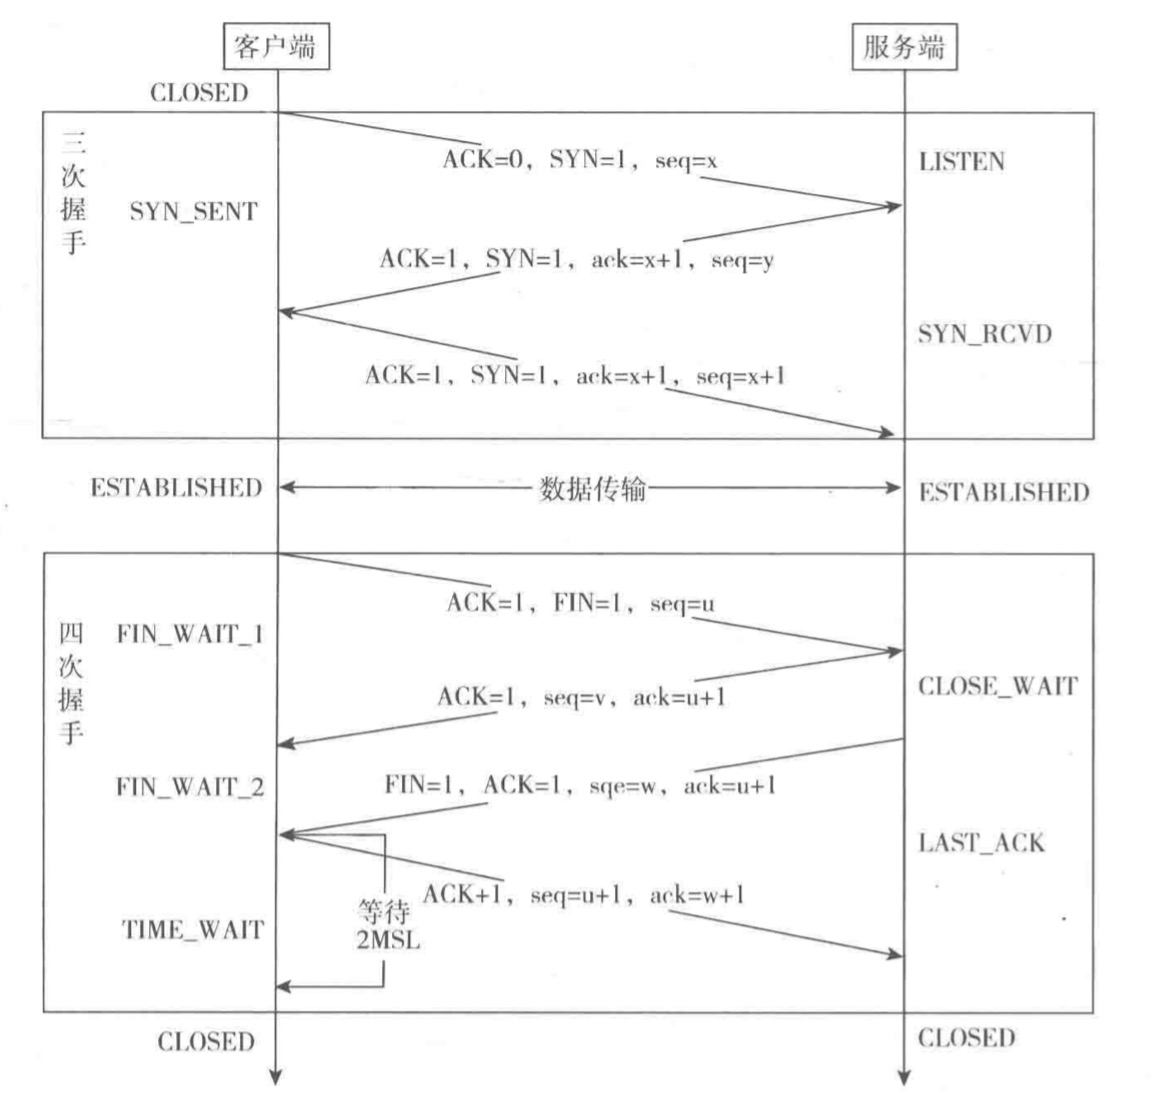 客户端
服务端
CLOSED
三次握手
ACK=0, SYN=1, seq=x
LISTEN
SYN_SENT
ACK=1, SYN=1, ack=x+1, seq=y
SYN_RCVD
ACK=1, SYN=1, ack=x+1, seq=x+1
ESTABLISHED
数据传输
ESTABLISHED
四次握手
ACK=1, FIN=1, seq=u
FIN_WAIT_1
CLOSE_WAIT
ACK=1, seq=v, ack=u+1
FIN_WAIT_2
FIN=1, ACK=1, sqe=w, ack=u+1
LAST_ACK
ACK+1, seq=u+1, ack=w+1
等待
2MSL
TIME_WAIT
CLOSED
CLOSED